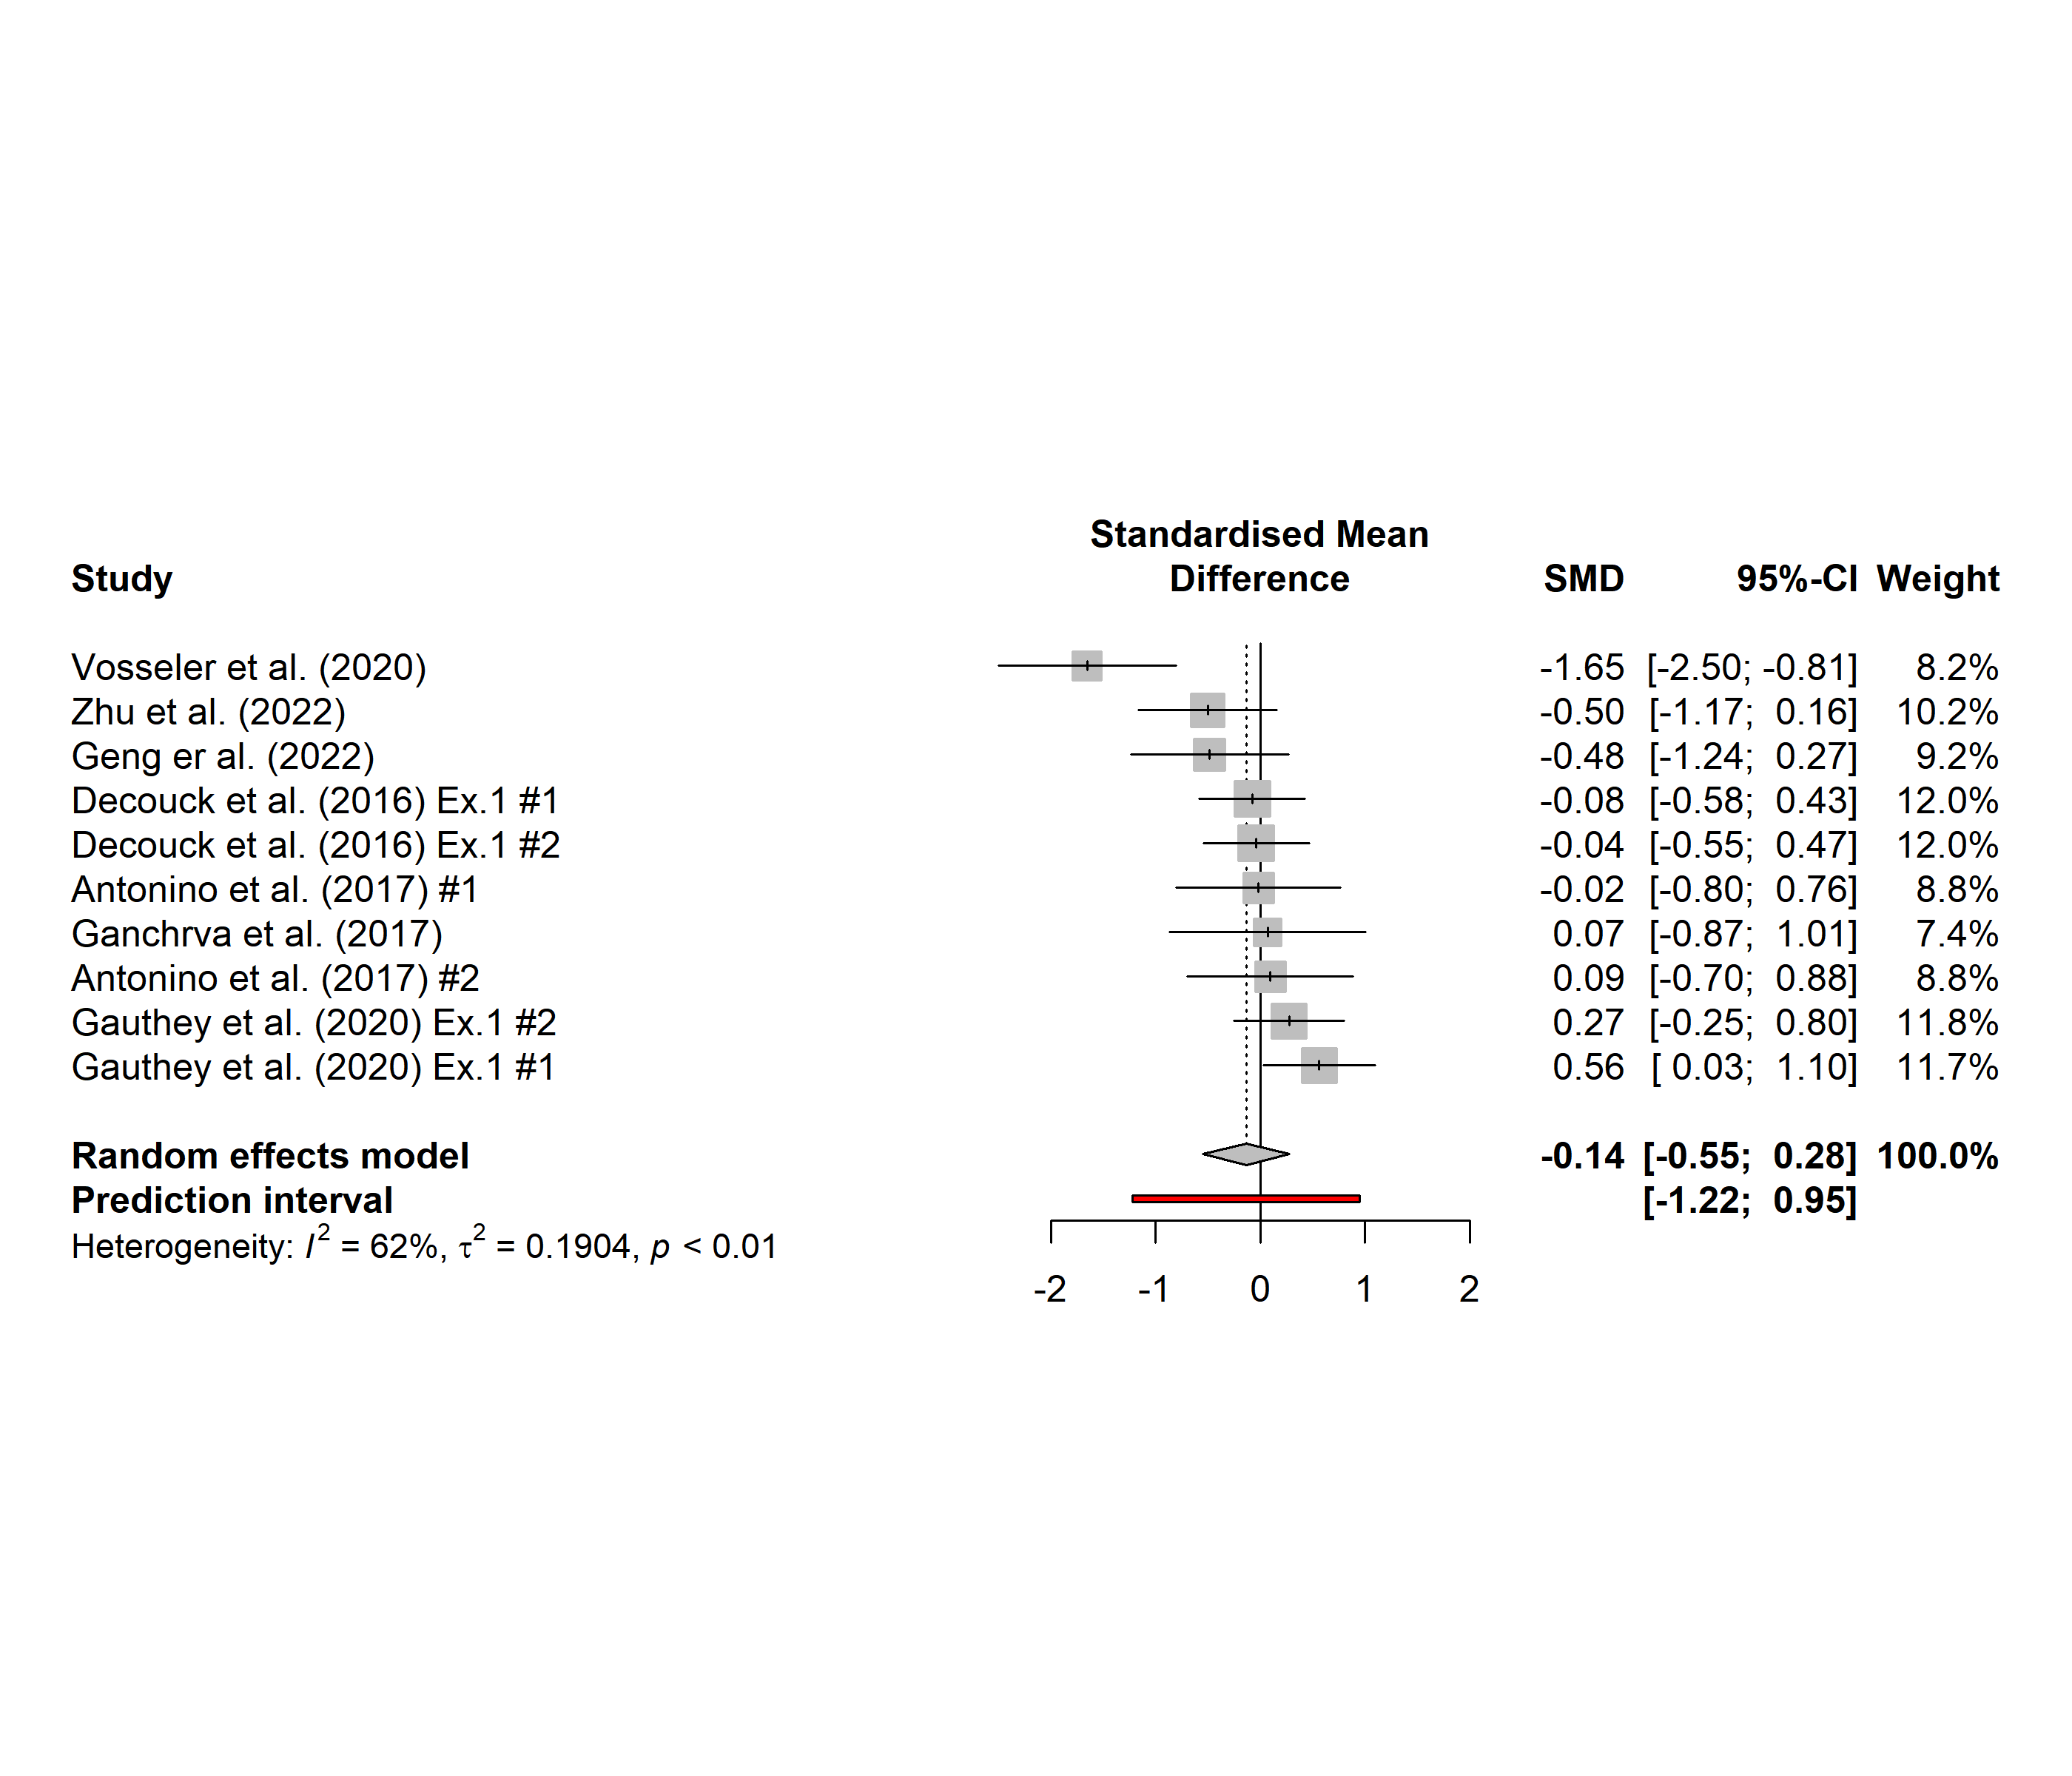 Standardised Mean
Study Difference SMD 95%-CI Weight
Vosseler et al. (2020) -1.65 [-2.50; -0.81] 8.2%
Zhu et al. (2022) -0.50 [-1.17; 0.16] 10.2%
Geng er al. (2022) -0.48 [-1.24; 0.27] 9.2%
Decouck et al. (2016) Ex.1 #1 -0.08 [-0.58; 0.43] 12.0%
Decouck et al. (2016) Ex.1 #2 -0.04 [-0.55; 0.47] 12.0%
Antonino et al. (2017) #1 -0.02 [-0.80; 0.76] 8.8%
Ganchrva et al. (2017) 0.07 [-0.87; 1.01] 7.4%
Antonino et al. (2017) #2 0.09 [-0.70; 0.88] 8.8%
Gauthey et al. (2020) Ex.1 #2 0.27 [-0.25; 0.80] 11.8%
Gauthey et al. (2020) Ex.1 #1 0.56 [ 0.03; 1.10] 11.7%
Random effects model -0.14 [-0.55; 0.28] 100.0%
Prediction interval [-1.22; 0.95]
Heterogeneity: I² = 62%, τ² = 0.1904, p < 0.01
-2 -1 0 1 2